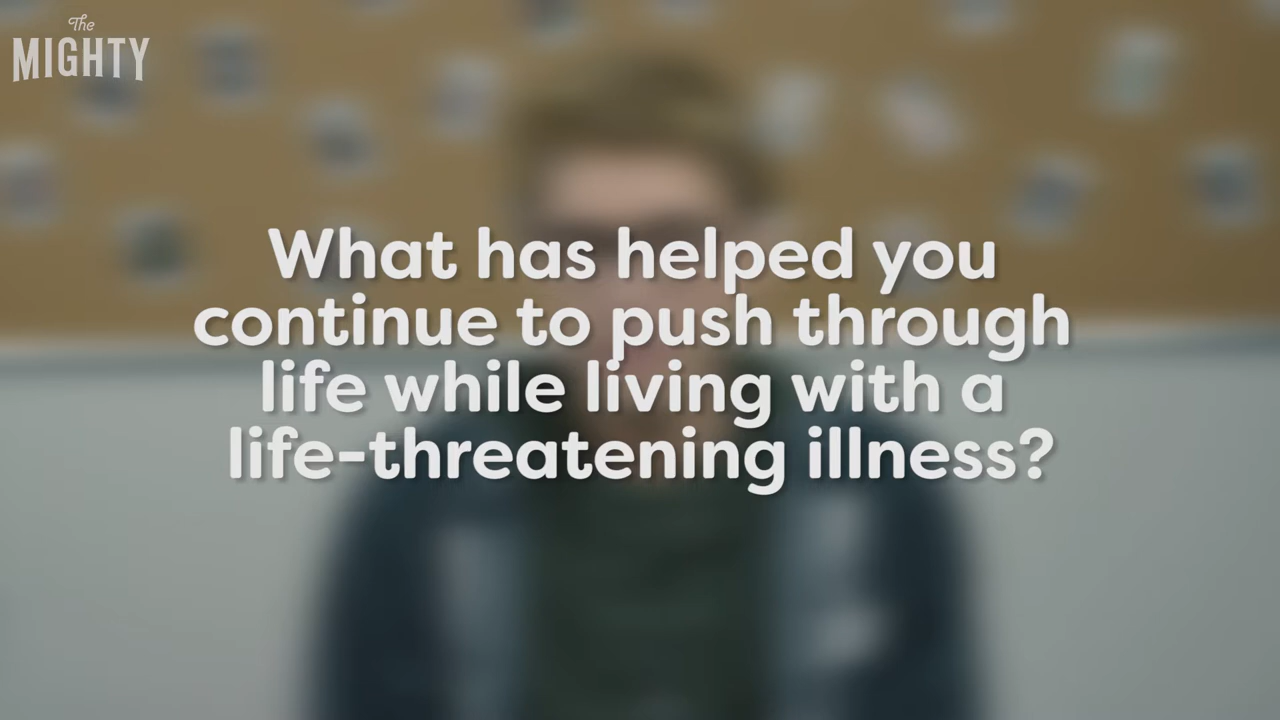 The
MIGHTY
What has helped you
continue to push through
life while living with a
life-threatening illness?